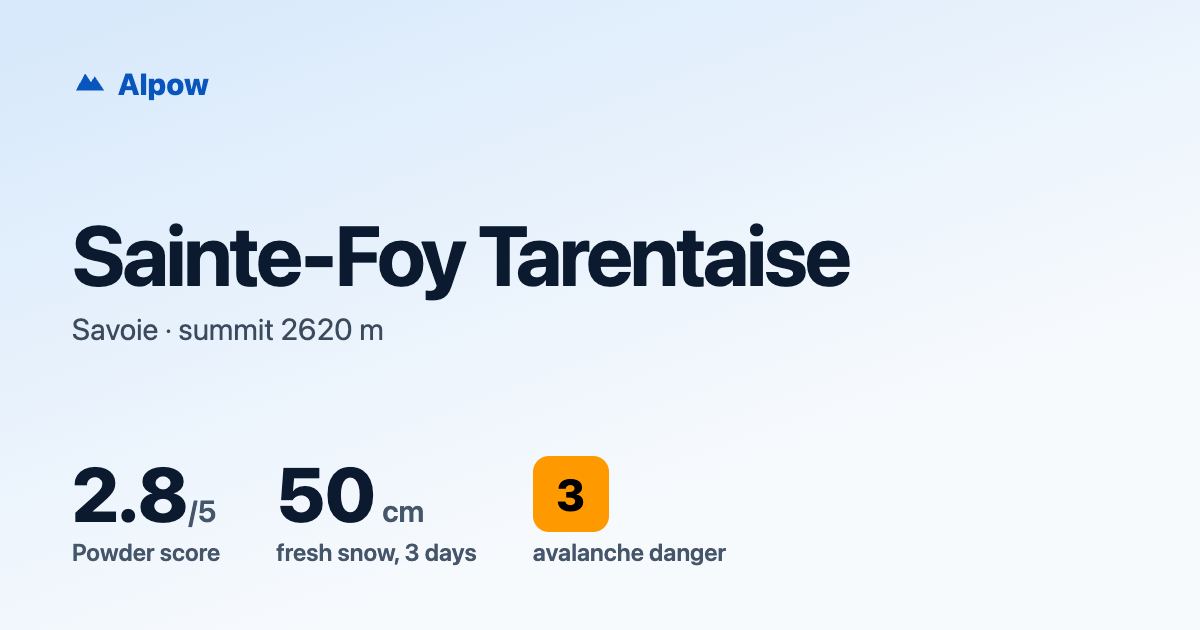 Alpow
Sainte-Foy Tarentaise
Savoie · summit 2620 m
2.8/5
Powder score
50 cm
fresh snow, 3 days
3
avalanche danger